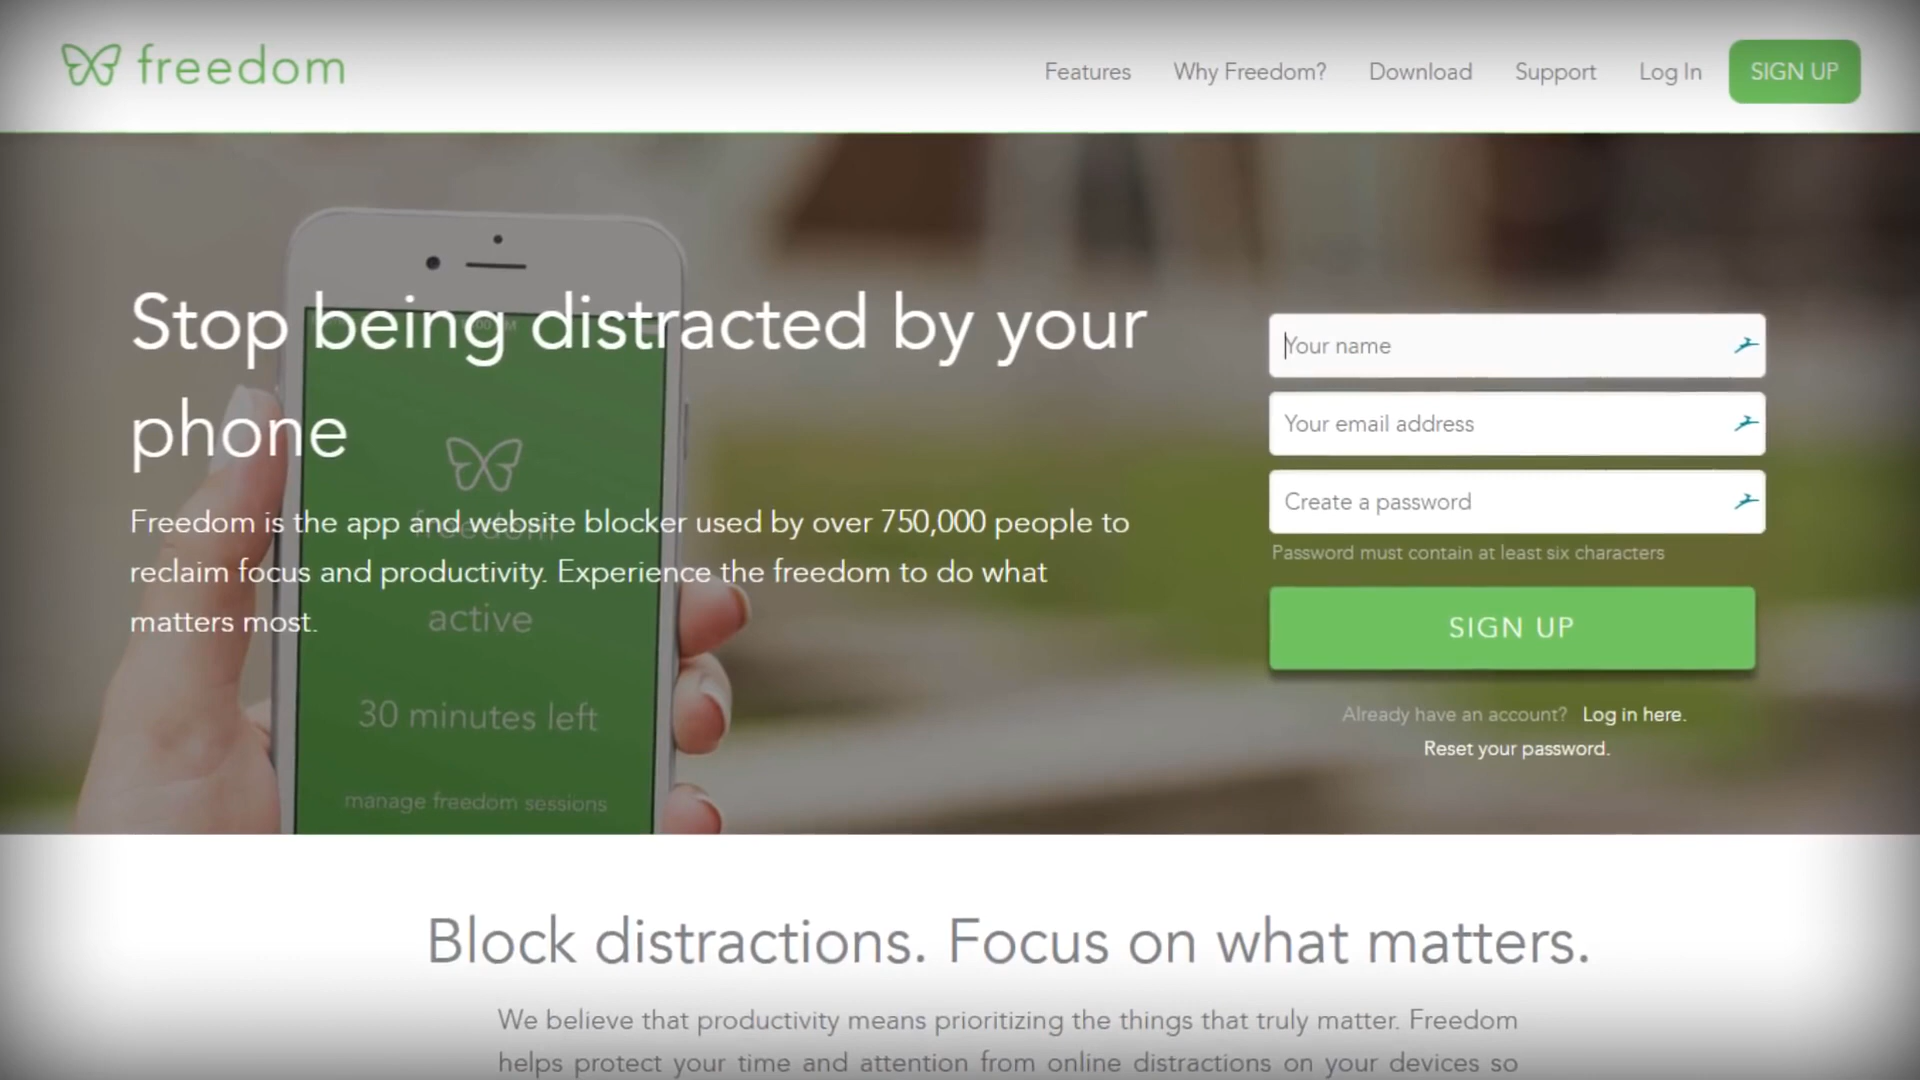 freedom
Features Why Freedom? Download Support Log In SIGN UP
Stop being distracted by your
phone
Freedom is the app and website blocker used by over 750,000 people to
reclaim focus and productivity. Experience the freedom to do what
matters most.
freedom
active
30 minutes left
manage freedom sessions
Your name
Your email address
Create a password
Password must contain at least six characters
SIGN UP
Already have an account? Log in here.
Reset your password.
Block distractions. Focus on what matters.
We believe that productivity means prioritizing the things that truly matter. Freedom
helps protect your time and attention from online distractions on your devices so